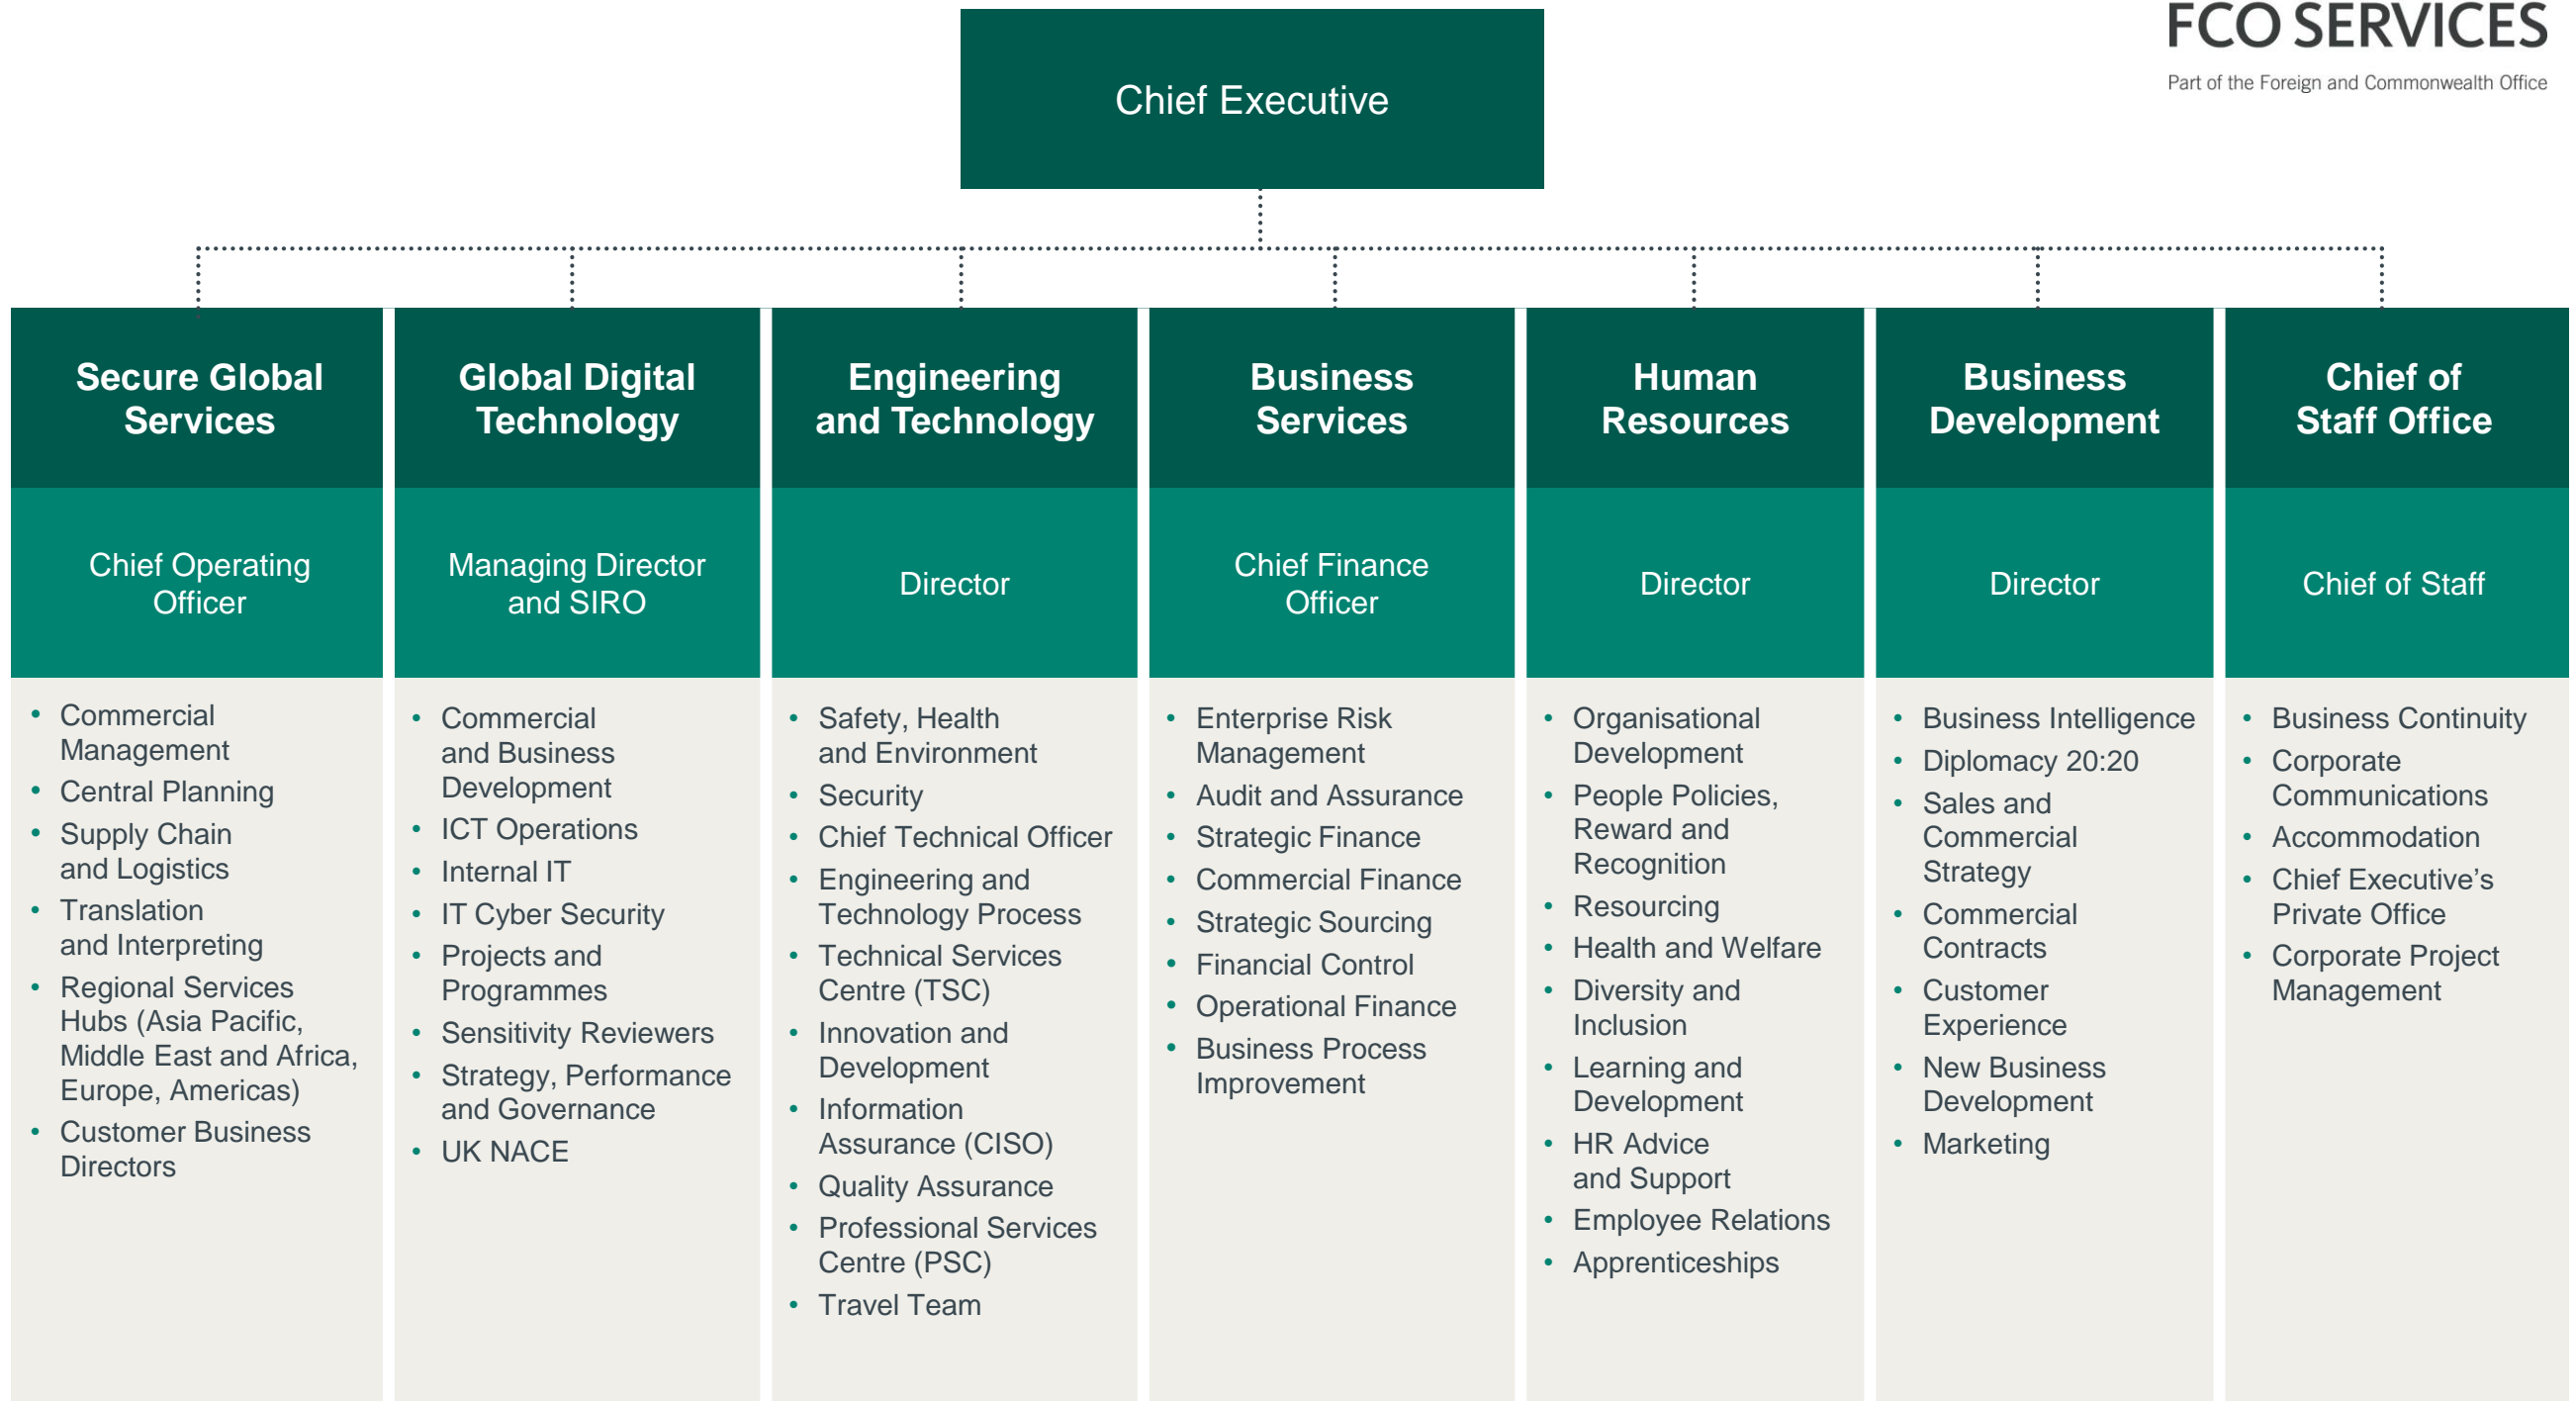 FCO SERVICES
Part of the Foreign and Commonwealth Office
Chief Executive
Secure Global
Services
Chief Operating
Officer
• Commercial
Management
• Central Planning
• Supply Chain
and Logistics
• Translation
and Interpreting
• Regional Services
Hubs (Asia Pacific,
Middle East and Africa,
Europe, Americas)
• Customer Business
Directors
Global Digital
Technology
Managing Director
and SIRO
• Commercial
and Business
Development
• ICT Operations
• Internal IT
• IT Cyber Security
• Projects and
Programmes
• Sensitivity Reviewers
• Strategy, Performance
and Governance
• UK NACE
Engineering
and Technology
Director
• Safety, Health
and Environment
• Security
• Chief Technical Officer
• Engineering and
Technology Process
• Technical Services
Centre (TSC)
• Innovation and
Development
• Information
Assurance (CISO)
• Quality Assurance
• Professional Services
Centre (PSC)
• Travel Team
Business
Services
Chief Finance
Officer
• Enterprise Risk
Management
• Audit and Assurance
• Strategic Finance
• Commercial Finance
• Strategic Sourcing
• Financial Control
• Operational Finance
• Business Process
Improvement
Human
Resources
Director
• Organisational
Development
• People Policies,
Reward and
Recognition
• Resourcing
• Health and Welfare
• Diversity and
Inclusion
• Learning and
Development
• HR Advice
and Support
• Employee Relations
• Apprenticeships
Business
Development
Director
• Business Intelligence
• Diplomacy 20:20
• Sales and
Commercial
Strategy
• Commercial
Contracts
• Customer
Experience
• New Business
Development
• Marketing
Chief of
Staff Office
Chief of Staff
• Business Continuity
• Corporate
Communications
• Accommodation
• Chief Executive’s
Private Office
• Corporate Project
Management